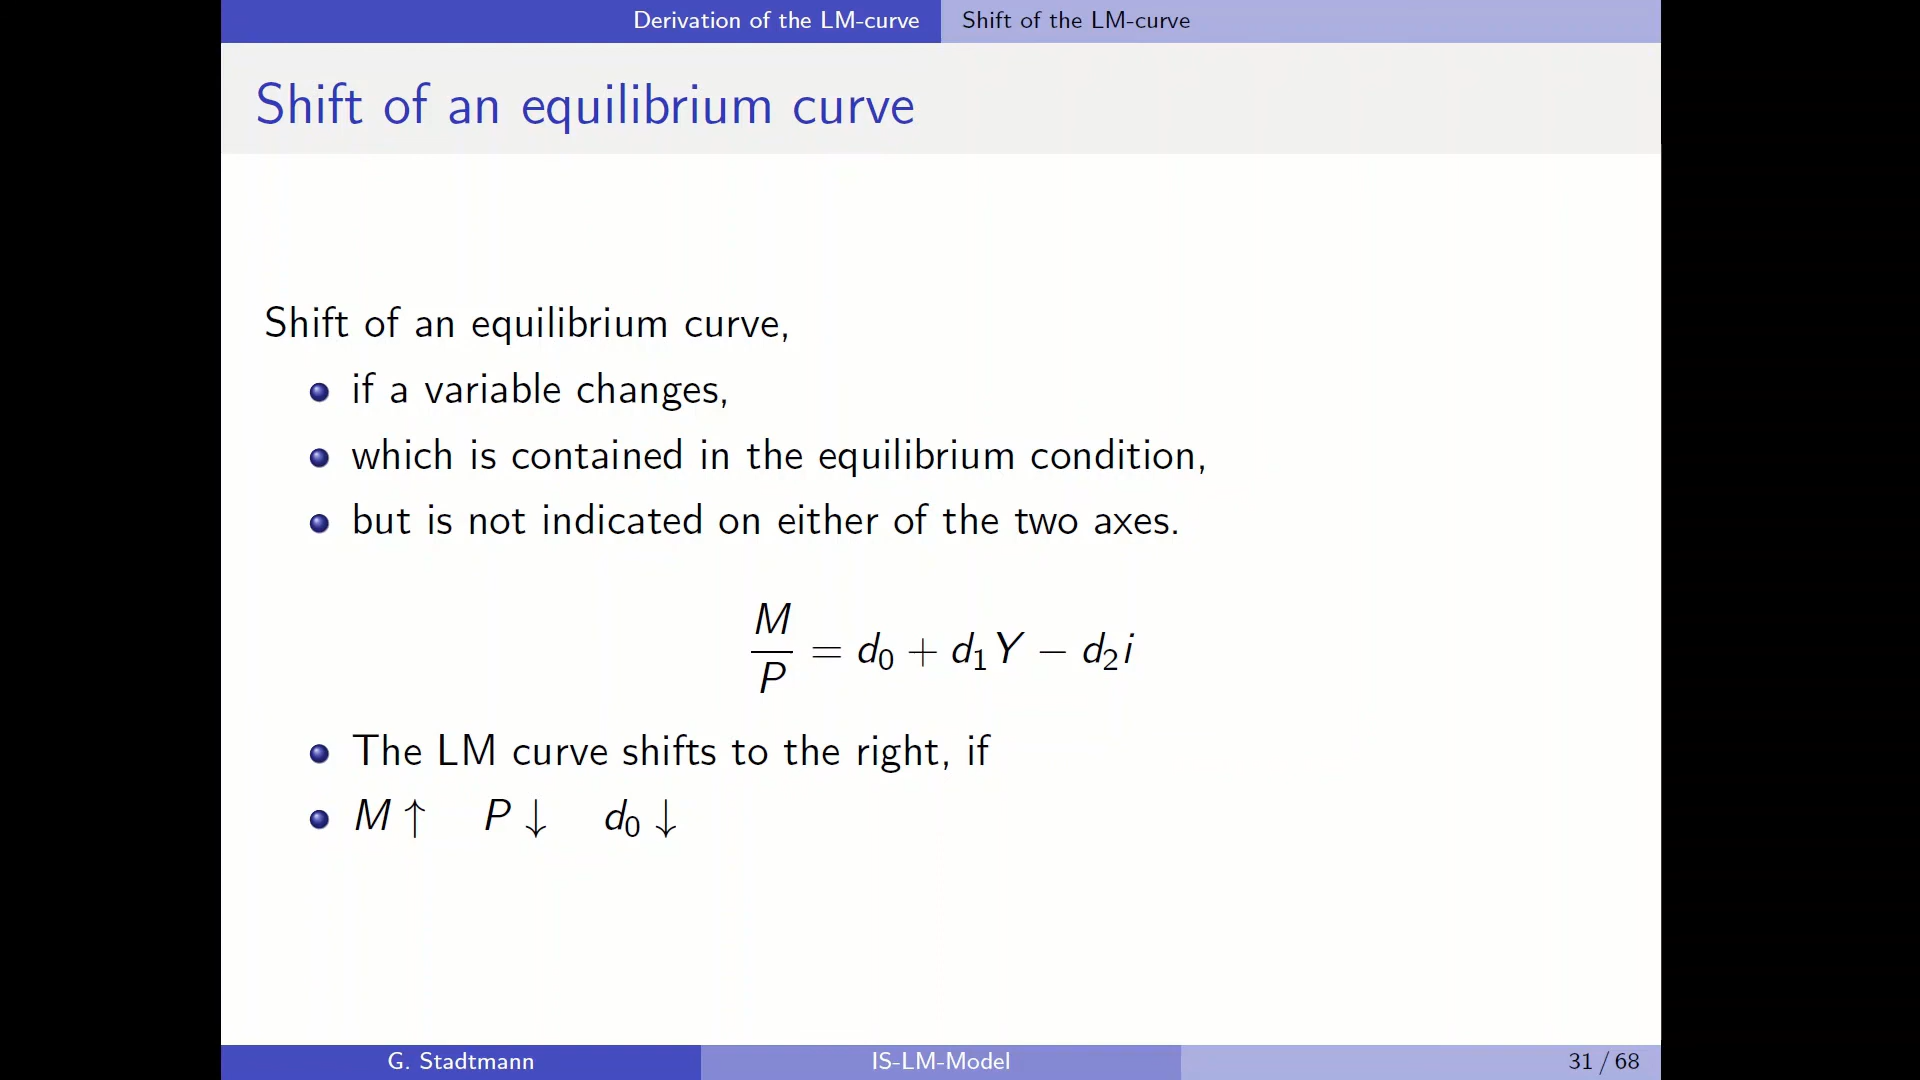 Derivation of the LM-curve Shift of the LM-curve
Shift of an equilibrium curve
Shift of an equilibrium curve,
if a variable changes,
which is contained in the equilibrium condition,
but is not indicated on either of the two axes.
M/P = d₀ + d₁Y − d₂i
The LM curve shifts to the right, if
M ↑ P ↓ d₀ ↓
G. Stadtmann IS-LM-Model 31 / 68